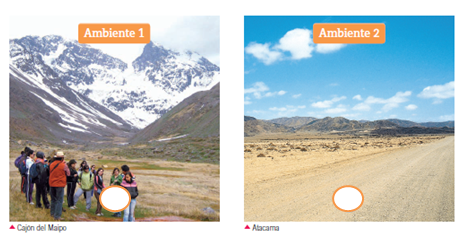 Ambiente 1
Ambiente 2
Cajón del Maipo
Atacama